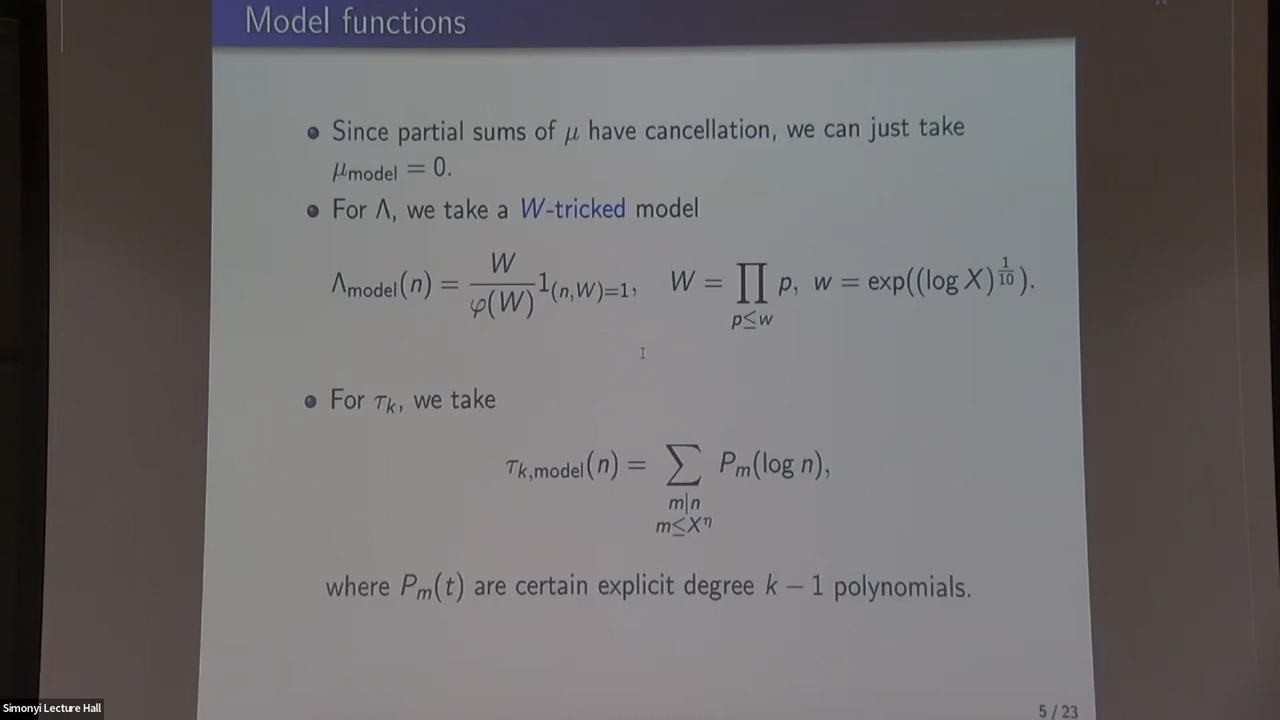 Model functions
Since partial sums of μ have cancellation, we can just take
μ_model = 0.
For Λ, we take a W-tricked model
Λ_model(n) = W/φ(W) 1_{(n,W)=1}, W = ∏_{p≤w} p, w = exp((log X)^{1/10}).
For τ_k, we take
τ_{k,model}(n) = ∑_{m|n, m≤X^η} P_m(log n),
where P_m(t) are certain explicit degree k − 1 polynomials.
5 / 23
Simonyi Lecture Hall